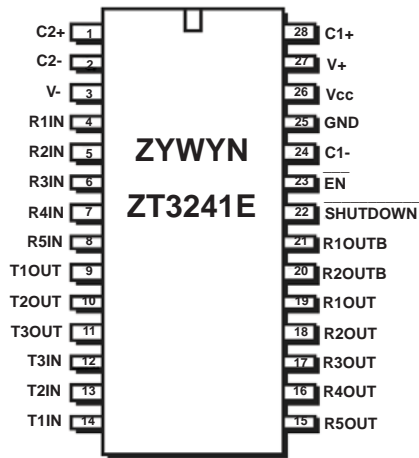 C2+ 1 28 C1+
C2- 2 27 V+
V- 3 26 Vcc
R1IN 4 25 GND
R2IN 5 ZYWYN 24 C1-
R3IN 6 23 EN
R4IN 7 ZT3241E 22 SHUTDOWN
R5IN 8 21 R1OUTB
T1OUT 9 20 R2OUTB
T2OUT 10 19 R1OUT
T3OUT 11 18 R2OUT
T3IN 12 17 R3OUT
T2IN 13 16 R4OUT
T1IN 14 15 R5OUT